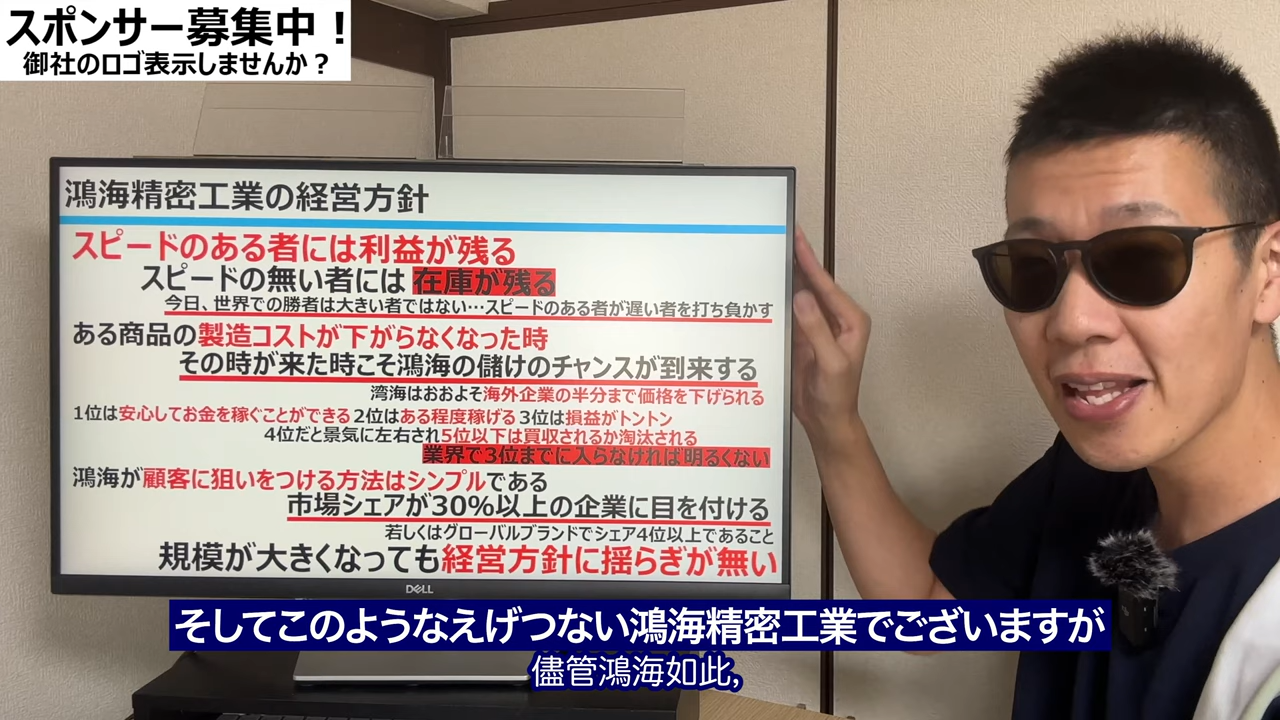 スポンサー募集中！
御社のロゴ表示しませんか？
鴻海精密工業の経営方針
スピードのある者には利益が残る
スピードの無い者には 在庫が残る
今日、世界での勝者は大きい者ではない…スピードのある者が遅い者を打ち負かす
ある商品の製造コストが下がらなくなった時
その時が来た時こそ鴻海の儲けのチャンスが到来する
湾海はおおよそ海外企業の半分まで価格を下げられる
1位は安心してお金を稼ぐことができる 2位はある程度稼げる 3位は損益がトントン
4位だと景気に左右され5位以下は買収されるか淘汰される
業界で3位までに入らなければ明るくない
鴻海が顧客に狙いをつける方法はシンプルである
市場シェアが30%以上の企業に目を付ける
若しくはグローバルブランドでシェア4位以上であること
規模が大きくなっても経営方針に揺らぎが無い
DELL
そしてこのようなえげつない鴻海精密工業でございますが
儘管鴻海如此,